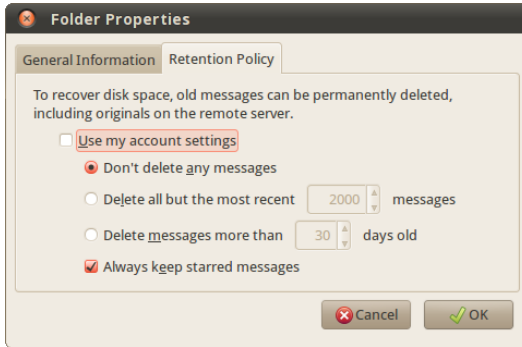 Folder Properties
General Information Retention Policy
To recover disk space, old messages can be permanently deleted,
including originals on the remote server.
Use my account settings
Don't delete any messages
Delete all but the most recent 2000 messages
Delete messages more than 30 days old
Always keep starred messages
Cancel OK